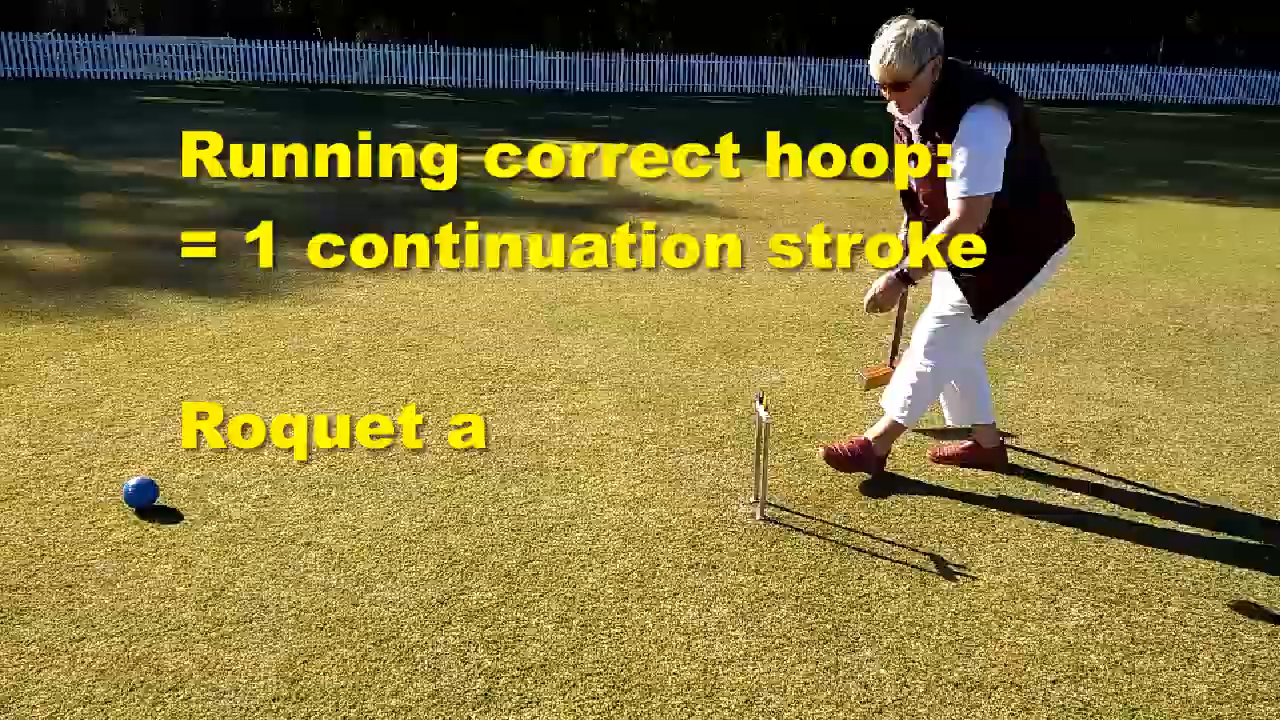 Running correct hoop:
= 1 continuation stroke
Roquet a